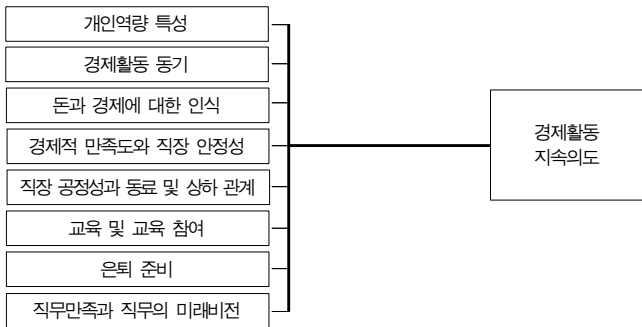 개인역량 특성
경제활동 동기
돈과 경제에 대한 인식
경제적 만족도와 직장 안정성
직장 공정성과 동료 및 상하 관계
교육 및 교육 참여
은퇴 준비
직무만족과 직무의 미래비전
경제활동
지속의도